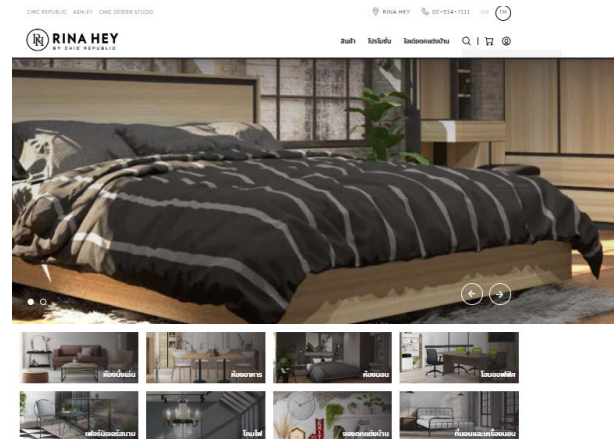 CHIC REPUBLIC ASHLEY CHIC DESIGN STUDIO
RINA HEY 02-514-7111 EN TH
RINA HEY
BY CHIC REPUBLIC
สินค้า โปรโมชั่น ไอเดียตกแต่งบ้าน
ห้องนั่งเล่น ห้องอาหาร ห้องนอน โฮมออฟฟิศ
เฟอร์นิเจอร์สนาม โคมไฟ ของตกแต่งบ้าน ที่นอนและเครื่องนอน